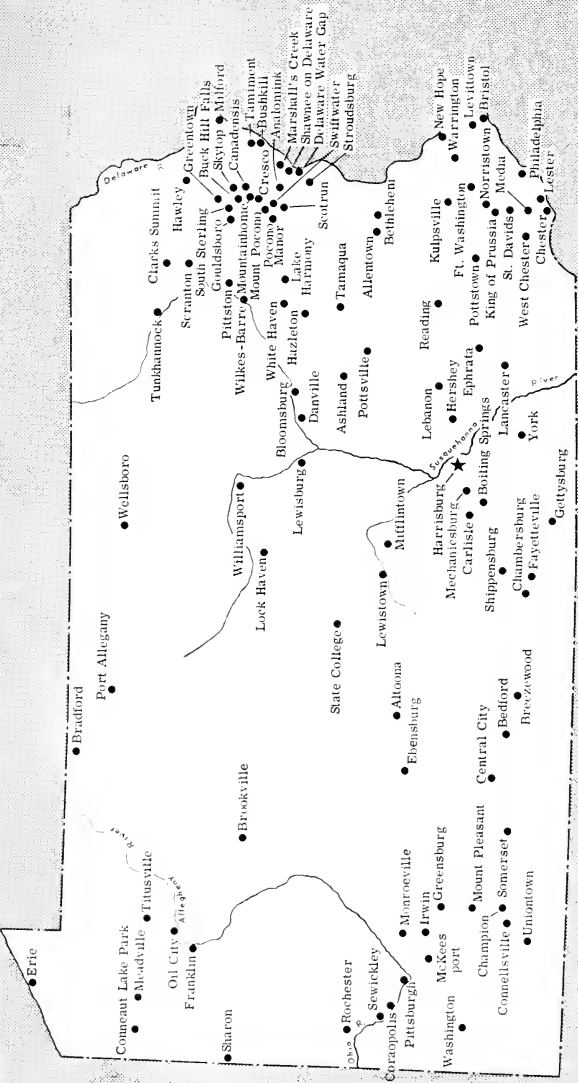 Erie
Conneaut Lake Park
Meadville
Titusville
Oil City
Franklin
Allegheny
River
Sharon
Bradford
Port Allegany
Brookville
Wellsboro
Williamsport
Lock Haven
State College
Lewisburg
Tunkhannock
Clarks Summit
Scranton
Hawley
Delaware
R.
Greentown
Buck Hill Falls
Skytop
Milford
Canadensis
Tamiment
Bushkill
Cresco
Analomink
Marshall's Creek
Shawnee on Delaware
Delaware Water Gap
Swiftwater
Stroudsburg
South Sterling
Gouldsboro
Mountainhome
Mount Pocono
Pocono
Manor
Scotrun
Pittston
Wilkes-Barre
White Haven
Lake
Harmony
Hazleton
Bloomsburg
Danville
Tamaqua
Ashland
Pottsville
Allentown
Bethlehem
Rochester
Ohio R.
Sewickley
Coraopolis
Pittsburgh
Monroeville
Irwin
McKees
port
Greensburg
Washington
Mount Pleasant
Champion
Connellsville
Somerset
Uniontown
Ebensburg
Altoona
Central City
Bedford
Breezewood
Lewistown
Mifflintown
Harrisburg
Mechanicsburg
Carlisle
Boiling Springs
Shippensburg
Chambersburg
Fayetteville
Gettysburg
Susquehanna
River
Lebanon
Hershey
Ephrata
Lancaster
York
Reading
Kulpsville
Ft. Washington
Pottstown
King of Prussia
St. Davids
West Chester
Chester
New Hope
Warrington
Levittown
Bristol
Norristown
Media
Philadelphia
Lester